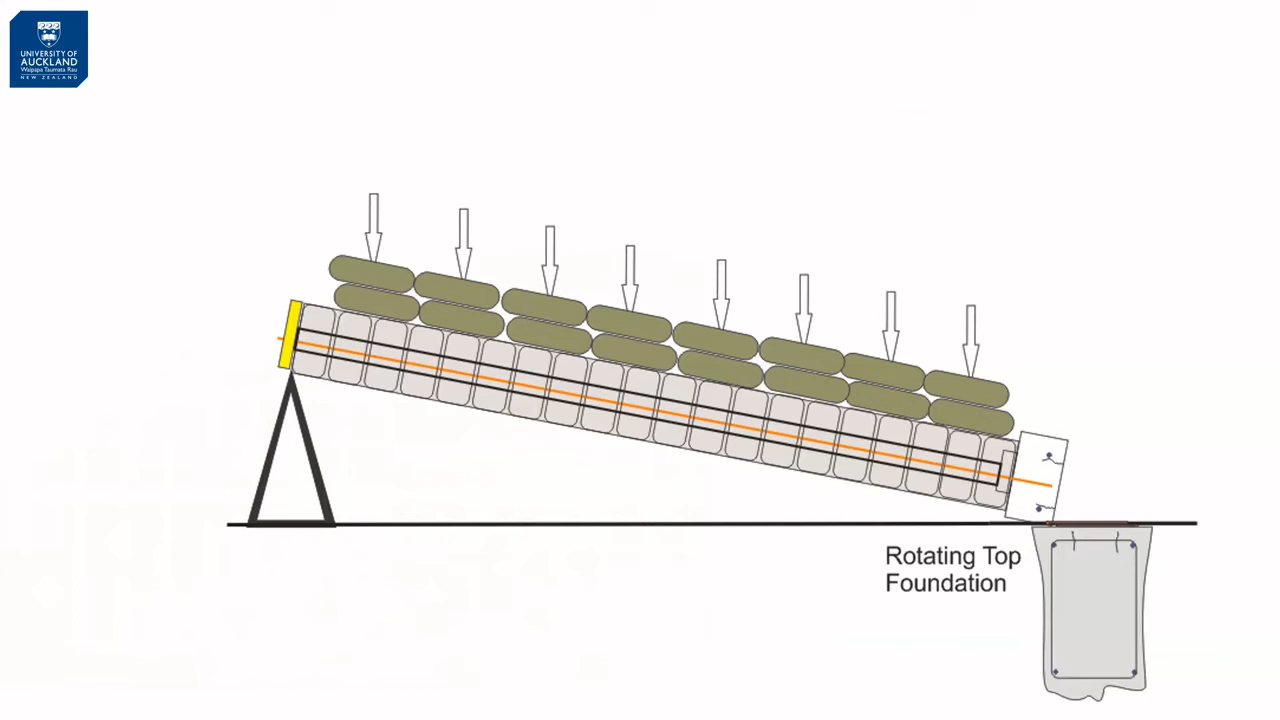 UNIVERSITY OF
AUCKLAND
Waipapa Taumata Rau
NEW ZEALAND
Rotating Top
Foundation